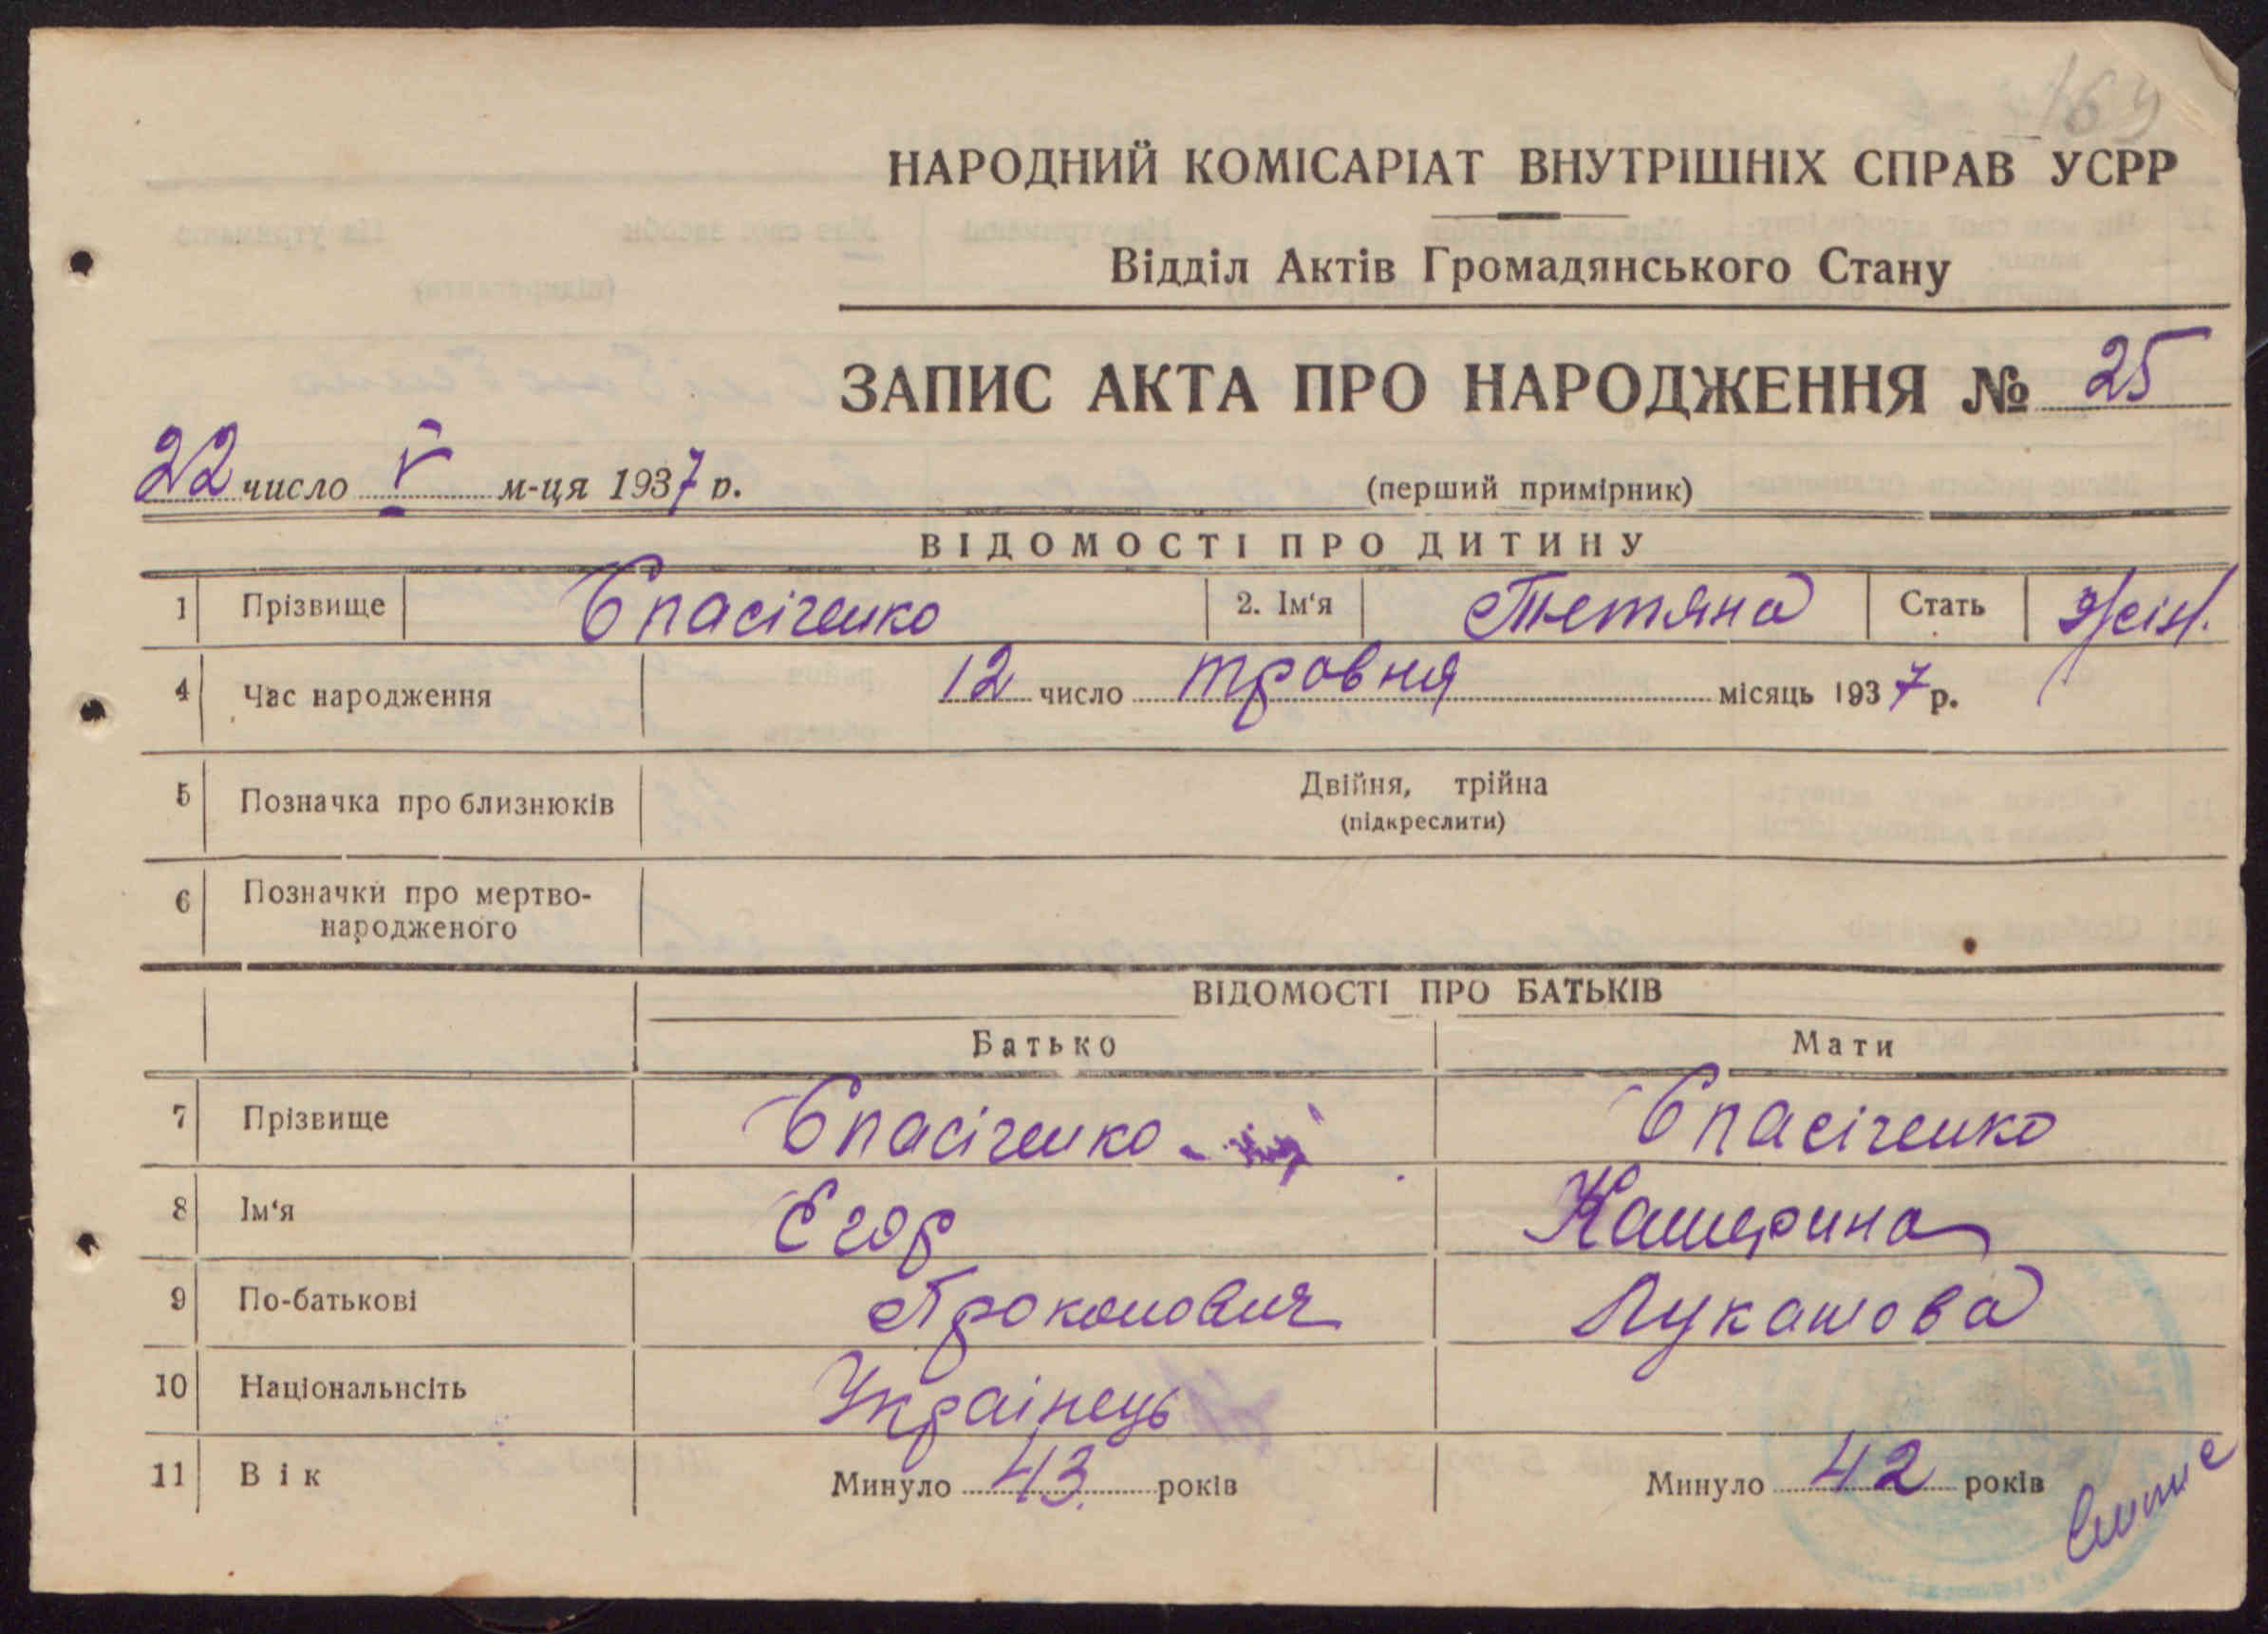 169
НАРОДНИЙ КОМІСАРІАТ ВНУТРІШНІХ СПРАВ УСРР
Відділ Актів Громадянського Стану
ЗАПИС АКТА ПРО НАРОДЖЕННЯ № 25
22 число V м-ця 1937 р. (перший примірник)
ВІДОМОСТІ ПРО ДИТИНУ
1 Прізвище Спасіченко 2. Ім‘я Тетяна Стать жін.
4 Час народження 12 число травня місяць 1937 р.
5 Позначка про близнюків Двійня, трійна
(підкреслити)
6 Позначки про мертво-
народженого
ВІДОМОСТІ ПРО БАТЬКІВ
Батько Мати
7 Прізвище Спасіченко Спасіченко
8 Ім‘я Егор Катерина
9 По-батькові Прокопович Лукашова
10 Національнсіть Украінець
11 Вік Минуло 43 років Минуло 42 років